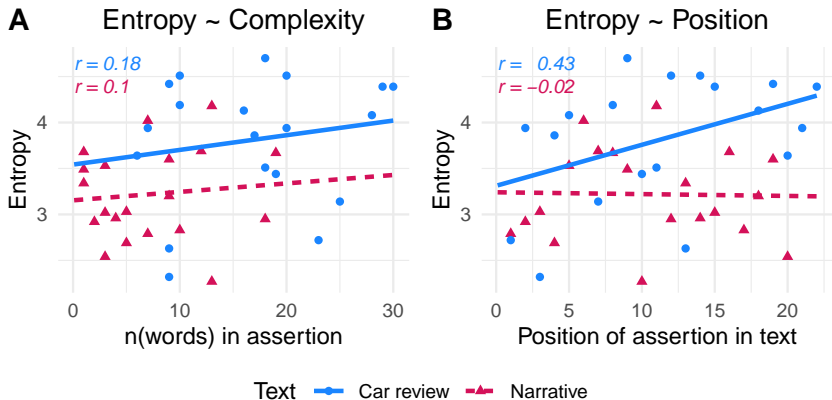 A Entropy ~ Complexity
r = 0.18
r = 0.1
Entropy
4
3
0 10 20 30
n(words) in assertion
B Entropy ~ Position
r = 0.43
r = −0.02
Entropy
4
3
0 5 10 15 20
Position of assertion in text
Text Car review Narrative